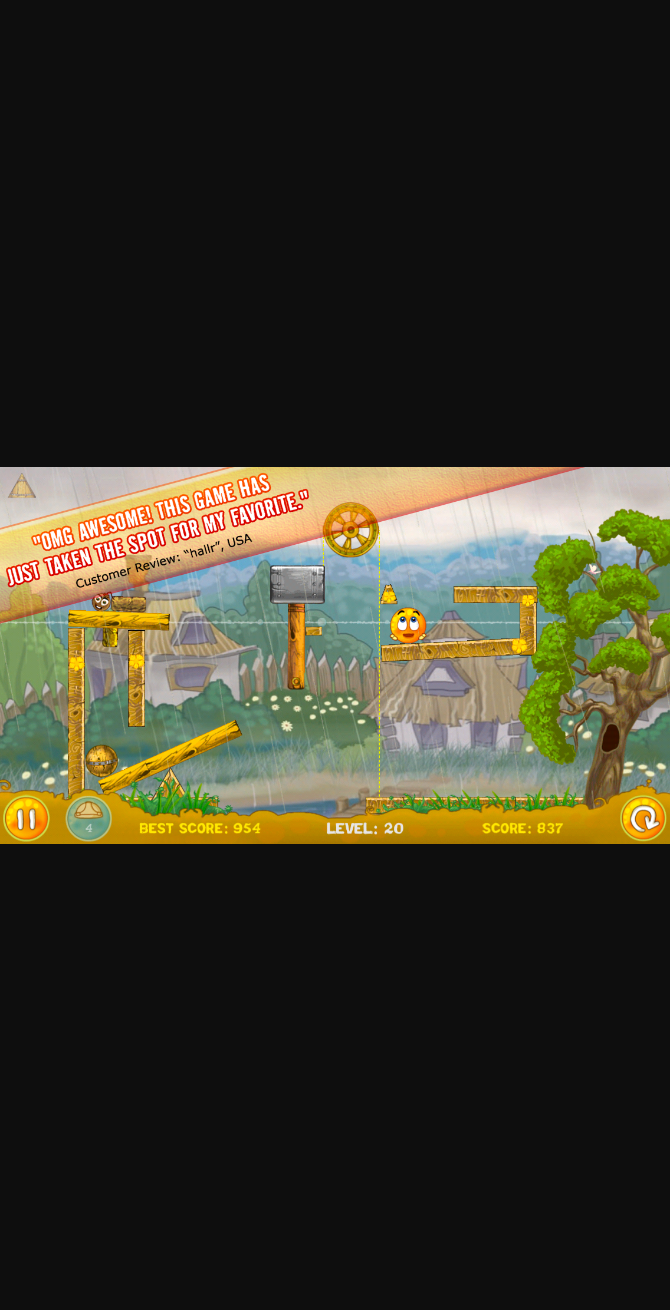 "OMG AWESOME! THIS GAME HAS
JUST TAKEN THE SPOT FOR MY FAVORITE."
Customer Review: "hallr", USA
4
BEST SCORE: 954
LEVEL: 20
SCORE: 837